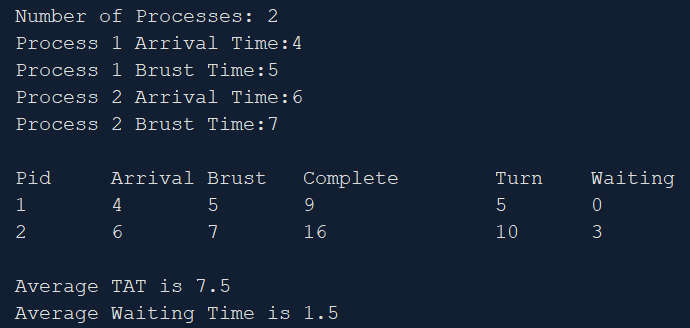 Number of Processes: 2
Process 1 Arrival Time:4
Process 1 Brust Time:5
Process 2 Arrival Time:6
Process 2 Brust Time:7
Pid Arrival Brust Complete Turn Waiting
1 4 5 9 5 0
2 6 7 16 10 3
Average TAT is 7.5
Average Waiting Time is 1.5